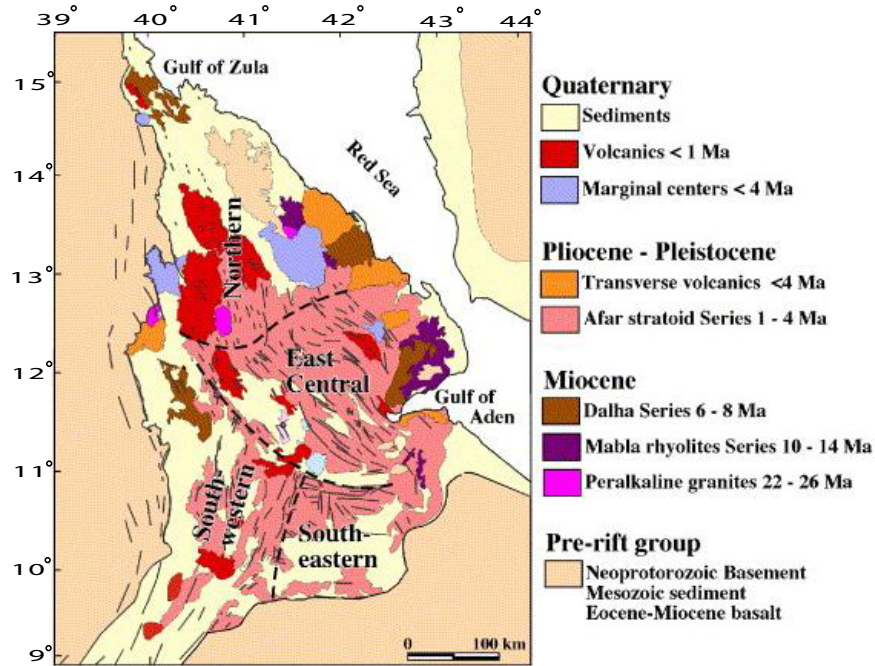 39° 40° 41° 42° 43° 44°
15°
14°
13°
12°
11°
10°
9°
Gulf of Zula
Red Sea
Northern
East
Central
Gulf of
Aden
South-
western
South-
eastern
0 100 km
Quaternary
Sediments
Volcanics < 1 Ma
Marginal centers < 4 Ma
Pliocene - Pleistocene
Transverse volcanics <4 Ma
Afar stratoid Series 1 - 4 Ma
Miocene
Dalha Series 6 - 8 Ma
Mabla rhyolites Series 10 - 14 Ma
Peralkaline granites 22 - 26 Ma
Pre-rift group
Neoprotorozoic Basement
Mesozoic sediment
Eocene-Miocene basalt